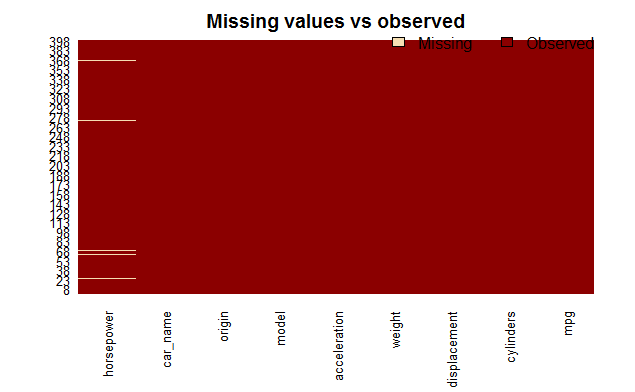 Missing values vs observed
Missing
Observed
398
383
368
353
338
323
308
293
278
263
248
233
218
203
188
173
158
143
128
113
98
83
68
53
38
23
8
horsepower
car_name
origin
model
acceleration
weight
displacement
cylinders
mpg